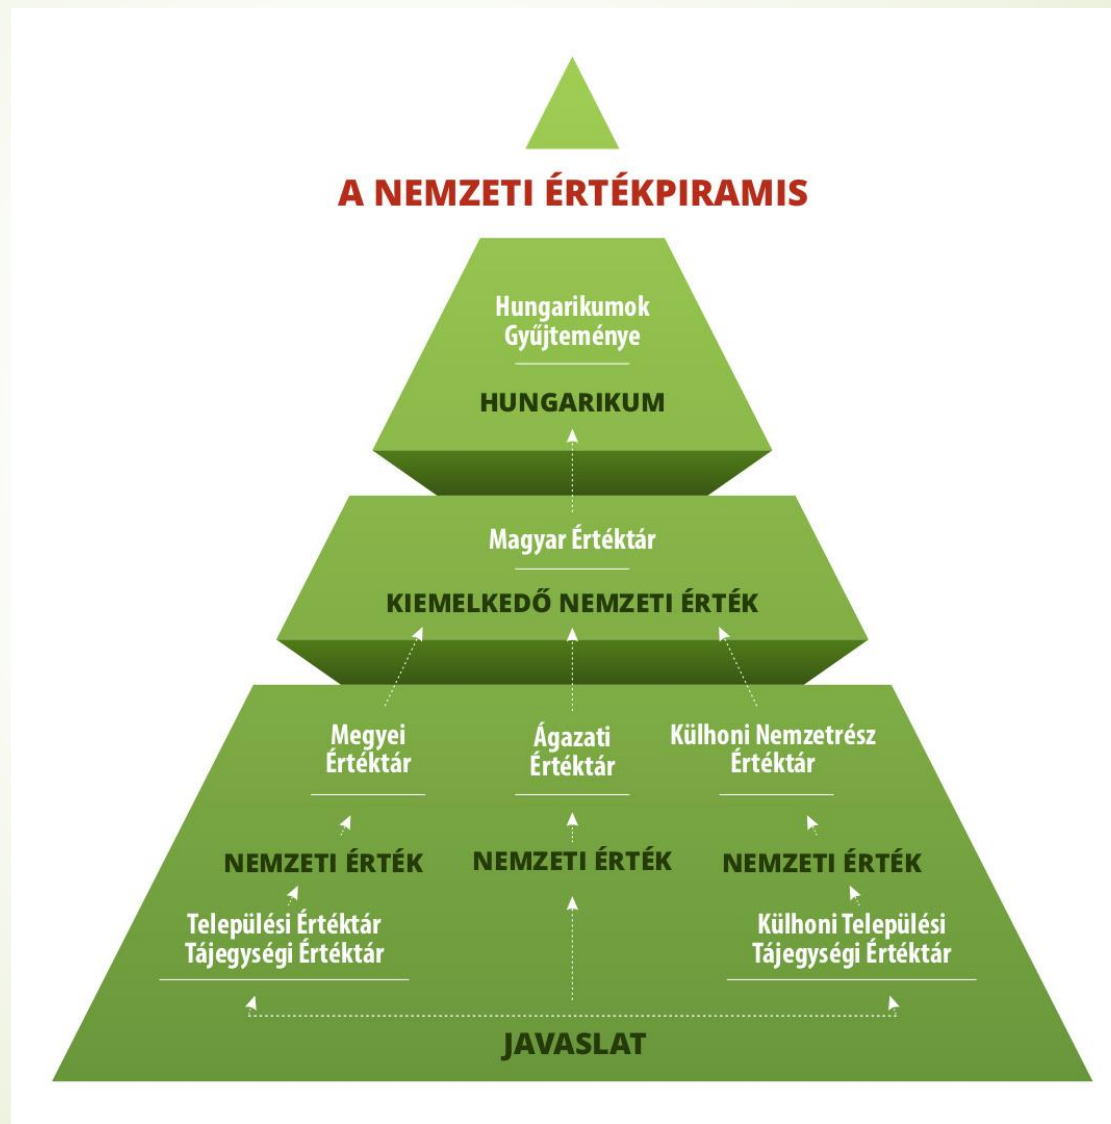 A NEMZETI ÉRTÉKPIRAMIS
Hungarikumok
Gyűjteménye
HUNGARIKUM
Magyar Értéktár
KIEMELKEDŐ NEMZETI ÉRTÉK
Megyei
Értéktár
Ágazati
Értéktár
Külhoni Nemzetrész
Értéktár
NEMZETI ÉRTÉK
NEMZETI ÉRTÉK
NEMZETI ÉRTÉK
Települési Értéktár
Tájegységi Értéktár
Külhoni Települési
Tájegységi Értéktár
JAVASLAT